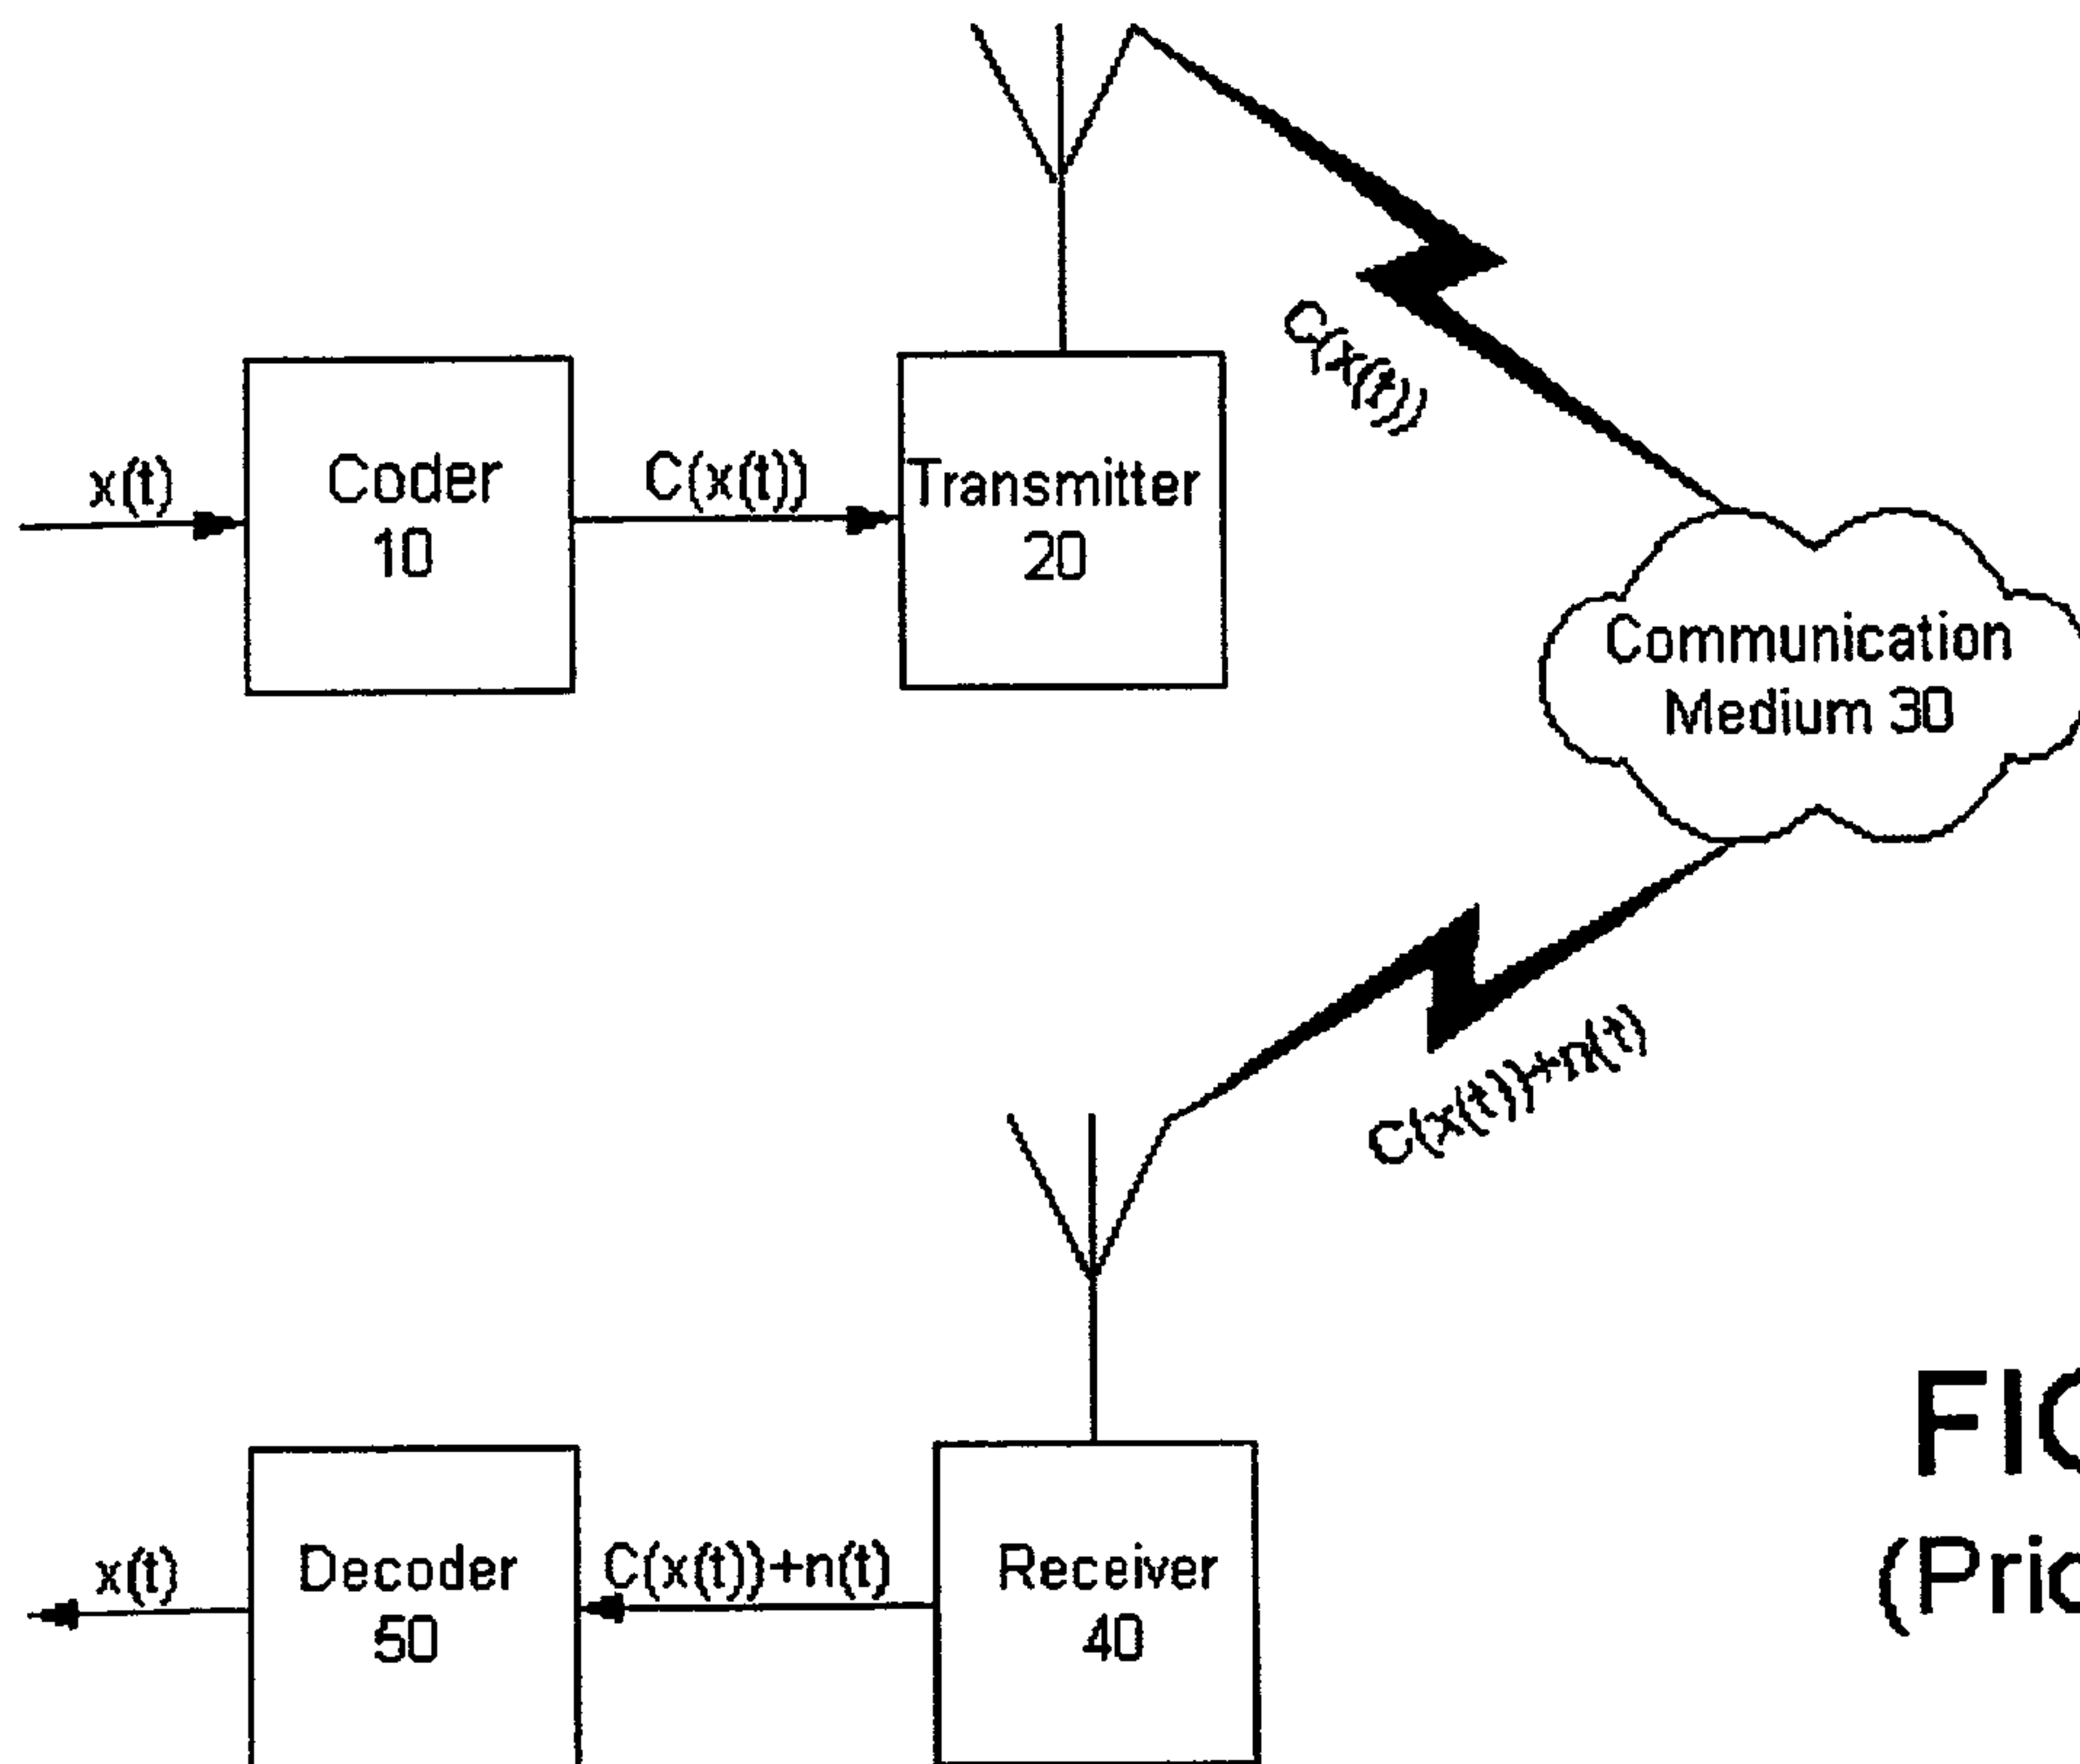 x(t)
Coder
10
C(x(t))
Transmitter
20
C(x(t))
Communication
Medium 30
C(x(t))+n(t)
x(t)
Decoder
50
C(x(t))+n(t)
Receiver
40